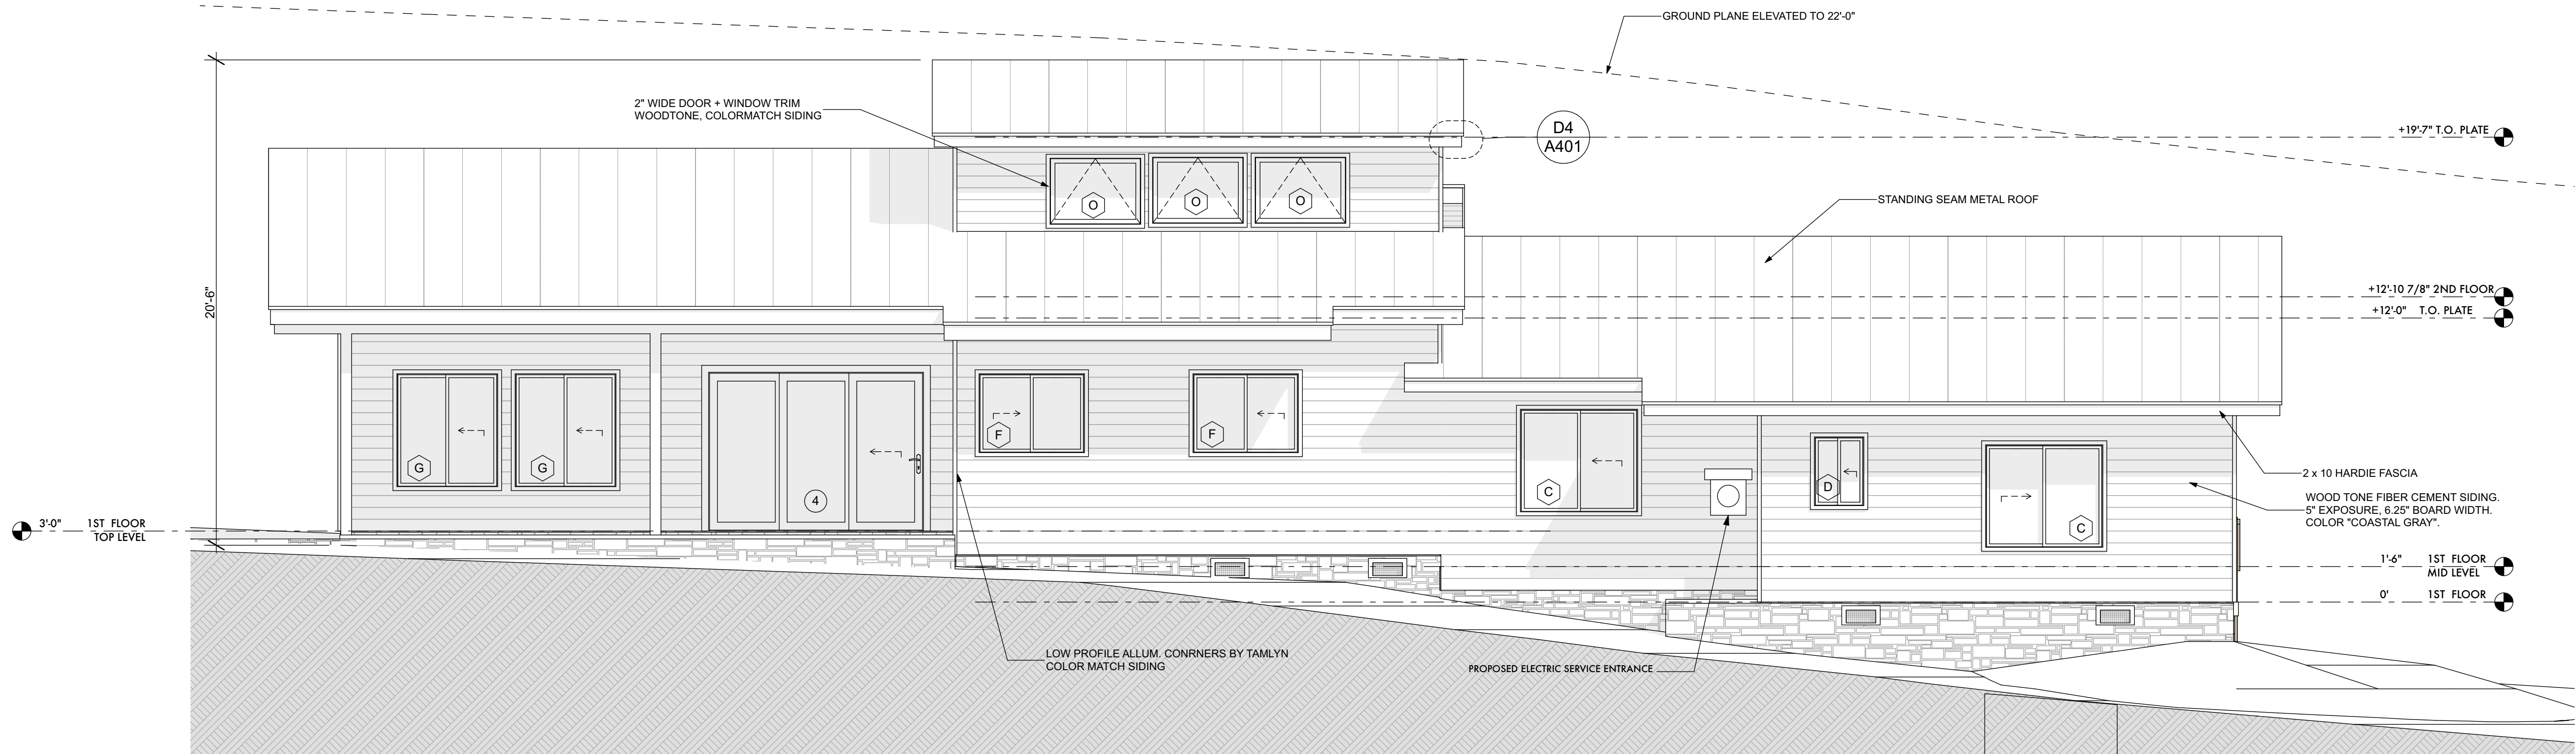 GROUND PLANE ELEVATED TO 22'-0"
2" WIDE DOOR + WINDOW TRIM
WOODTONE, COLORMATCH SIDING
D4
A401
+19'-7" T.O. PLATE
STANDING SEAM METAL ROOF
O
O
O
20'-6"
+12'-10 7/8" 2ND FLOOR
+12'-0" T.O. PLATE
F
F
G
G
4
C
D
C
2 x 10 HARDIE FASCIA
WOOD TONE FIBER CEMENT SIDING.
5" EXPOSURE, 6.25" BOARD WIDTH.
COLOR "COASTAL GRAY".
3'-0" 1ST FLOOR
TOP LEVEL
1'-6" 1ST FLOOR
MID LEVEL
0' 1ST FLOOR
LOW PROFILE ALLUM. CONRNERS BY TAMLYN
COLOR MATCH SIDING
PROPOSED ELECTRIC SERVICE ENTRANCE